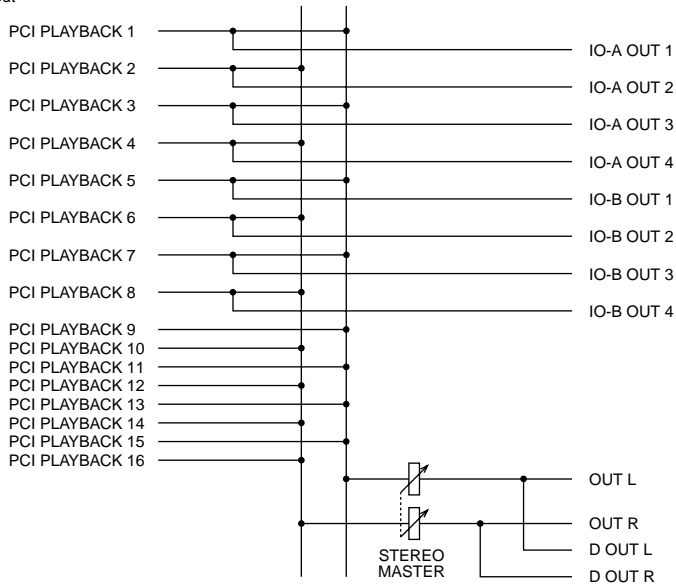 PCI PLAYBACK 1
IO-A OUT 1
PCI PLAYBACK 2
IO-A OUT 2
PCI PLAYBACK 3
IO-A OUT 3
PCI PLAYBACK 4
IO-A OUT 4
PCI PLAYBACK 5
IO-B OUT 1
PCI PLAYBACK 6
IO-B OUT 2
PCI PLAYBACK 7
IO-B OUT 3
PCI PLAYBACK 8
IO-B OUT 4
PCI PLAYBACK 9
PCI PLAYBACK 10
PCI PLAYBACK 11
PCI PLAYBACK 12
PCI PLAYBACK 13
PCI PLAYBACK 14
PCI PLAYBACK 15
PCI PLAYBACK 16
OUT L
OUT R
STEREO
MASTER
D OUT L
D OUT R